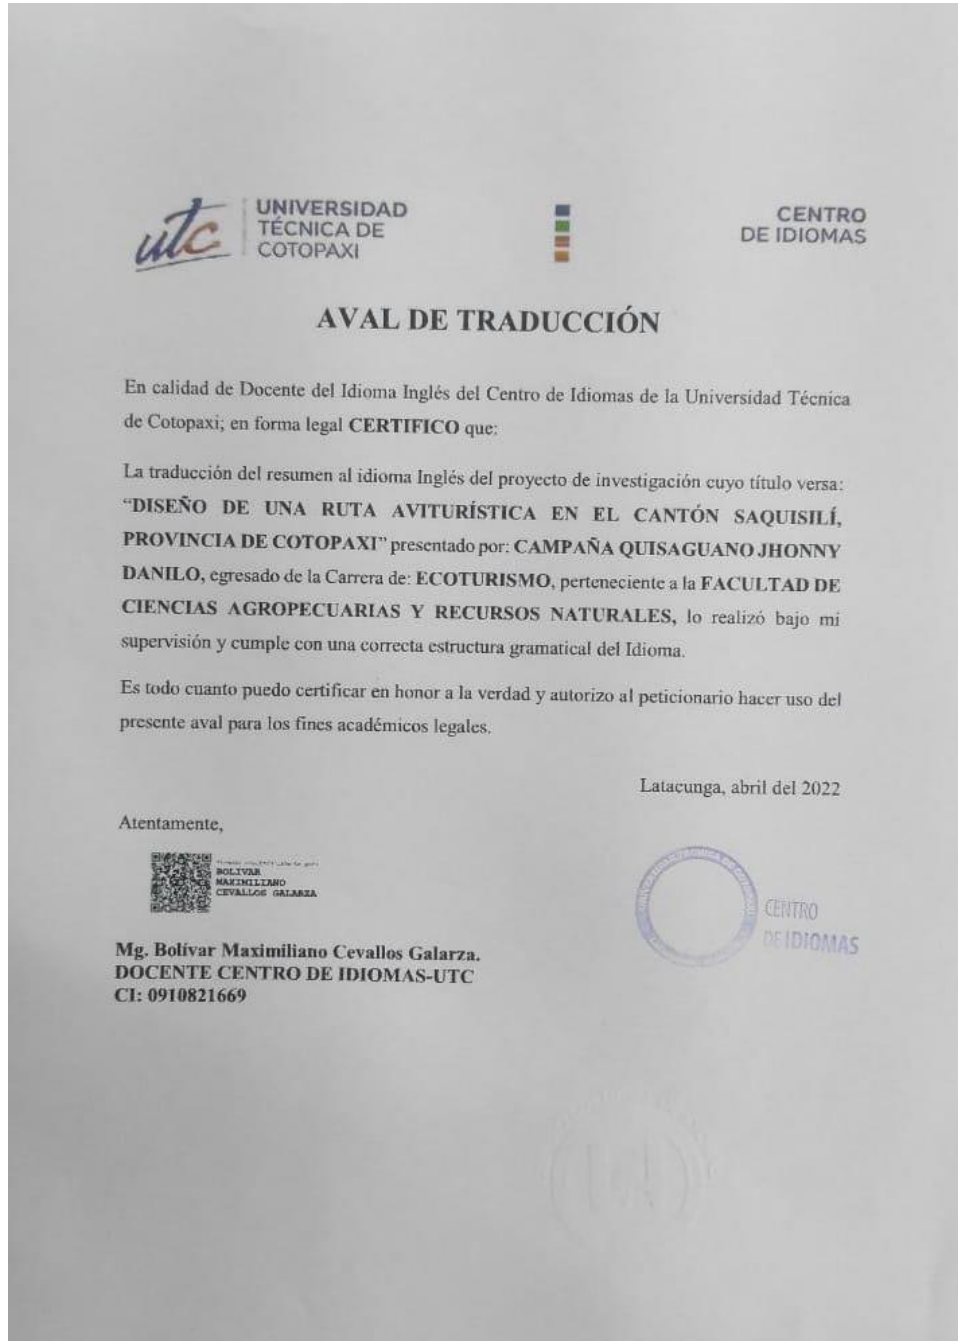 utc
UNIVERSIDAD
TÉCNICA DE
COTOPAXI
CENTRO
DE IDIOMAS
AVAL DE TRADUCCIÓN
En calidad de Docente del Idioma Inglés del Centro de Idiomas de la Universidad Técnica
de Cotopaxi; en forma legal CERTIFICO que:
La traducción del resumen al idioma Inglés del proyecto de investigación cuyo título versa:
“DISEÑO DE UNA RUTA AVITURÍSTICA EN EL CANTÓN SAQUISILÍ,
PROVINCIA DE COTOPAXI” presentado por: CAMPAÑA QUISAGUANO JHONNY
DANILO, egresado de la Carrera de: ECOTURISMO, perteneciente a la FACULTAD DE
CIENCIAS AGROPECUARIAS Y RECURSOS NATURALES, lo realizó bajo mi
supervisión y cumple con una correcta estructura gramatical del Idioma.
Es todo cuanto puedo certificar en honor a la verdad y autorizo al peticionario hacer uso del
presente aval para los fines académicos legales.
Latacunga, abril del 2022
Atentamente,
BOLIVAR
MAXIMILIANO
CEVALLOS GALARZA
CENTRO
DE IDIOMAS
Mg. Bolívar Maximiliano Cevallos Galarza.
DOCENTE CENTRO DE IDIOMAS-UTC
CI: 0910821669